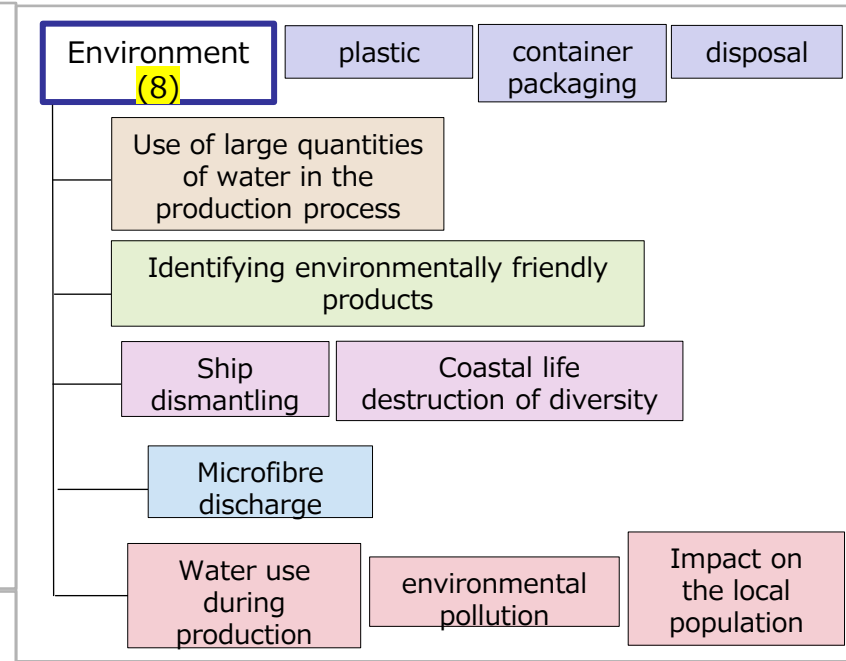 Environment
(8)
plastic
container
packaging
disposal
Use of large quantities
of water in the
production process
Identifying environmentally friendly
products
Ship
dismantling
Coastal life
destruction of diversity
Microfibre
discharge
Water use
during
production
environmental
pollution
Impact on
the local
population